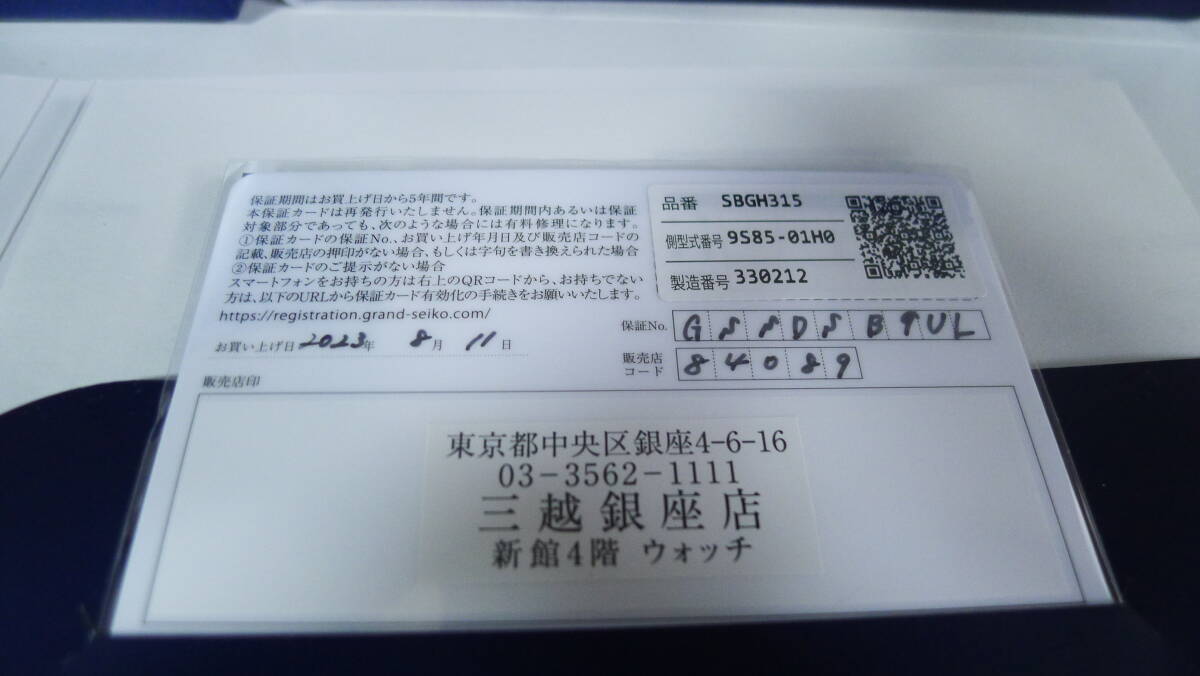 保証期間はお買上げ日から5年間です。
本保証カードは再発行いたしません。保証期間内あるいは保証
対象部分であっても、次のような場合には有料修理になります。
①保証カードの保証No.、お買い上げ年月日及び販売店コードの
記載、販売店の押印がない場合、もしくは字句を書き換えられた場合
②保証カードのご提示がない場合
スマートフォンをお持ちの方は右上のQRコードから、お持ちでない
方は、以下のURLから保証カード有効化の手続きをお願いいたします。
https://registration.grand-seiko.com/
お買い上げ日 2023年 8月 11日
品番 SBGH315
側型式番号 9S85-01H0
製造番号 330212
保証No.
販売店
コード 84089
販売店印
東京都中央区銀座4-6-16
03-3562-1111
三越銀座店
新館4階 ウォッチ